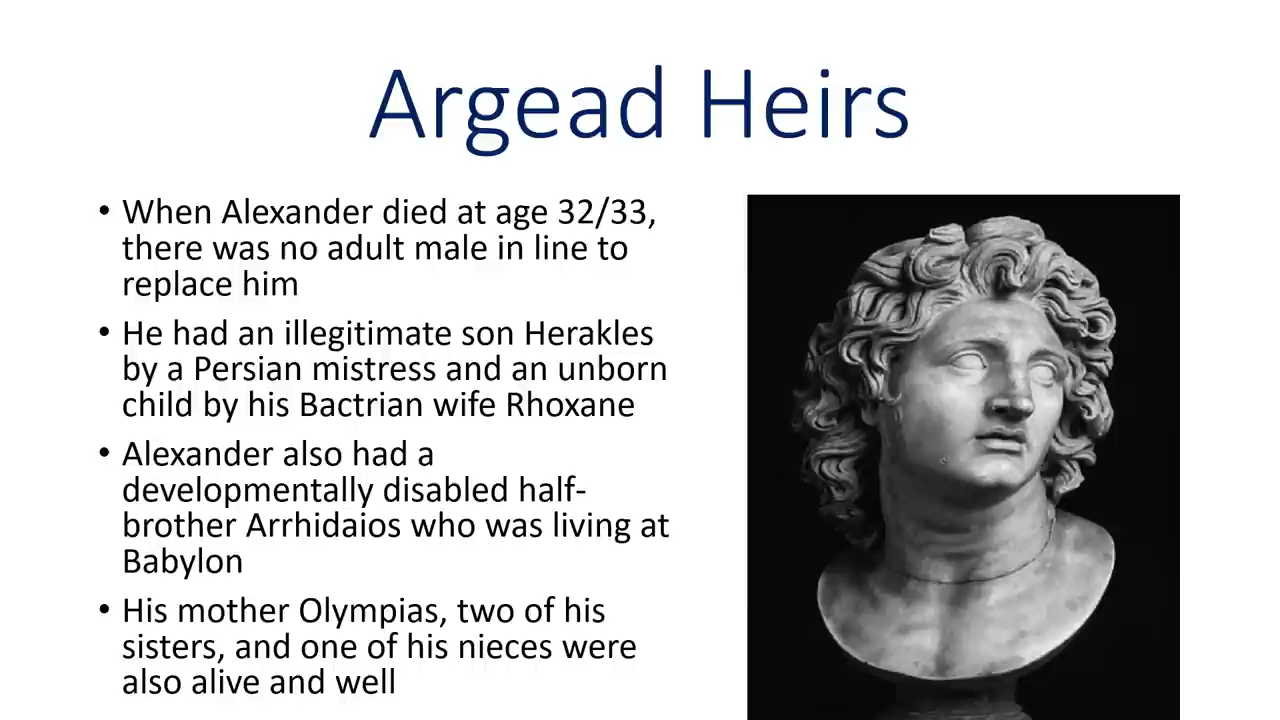 Argead Heirs
• When Alexander died at age 32/33,
there was no adult male in line to
replace him
• He had an illegitimate son Herakles
by a Persian mistress and an unborn
child by his Bactrian wife Rhoxane
• Alexander also had a
developmentally disabled half-
brother Arrhidaios who was living at
Babylon
• His mother Olympias, two of his
sisters, and one of his nieces were
also alive and well